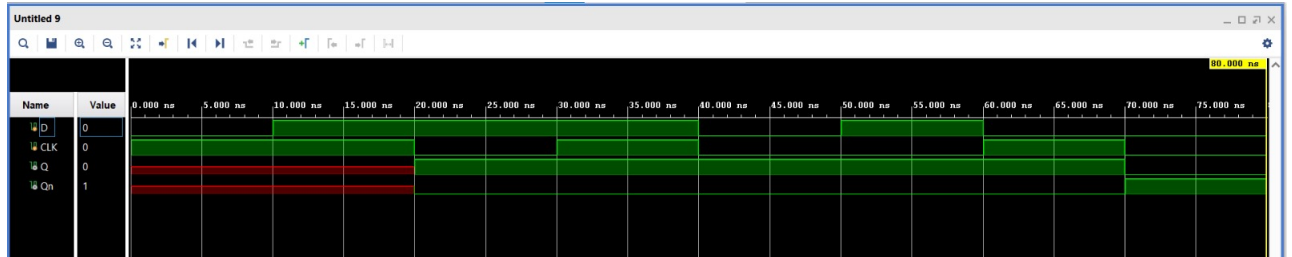 Untitled 9
80.000 ns
Name Value 0.000 ns 5.000 ns 10.000 ns 15.000 ns 20.000 ns 25.000 ns 30.000 ns 35.000 ns 40.000 ns 45.000 ns 50.000 ns 55.000 ns 60.000 ns 65.000 ns 70.000 ns 75.000 ns
D 0
CLK 0
Q 0
Qn 1